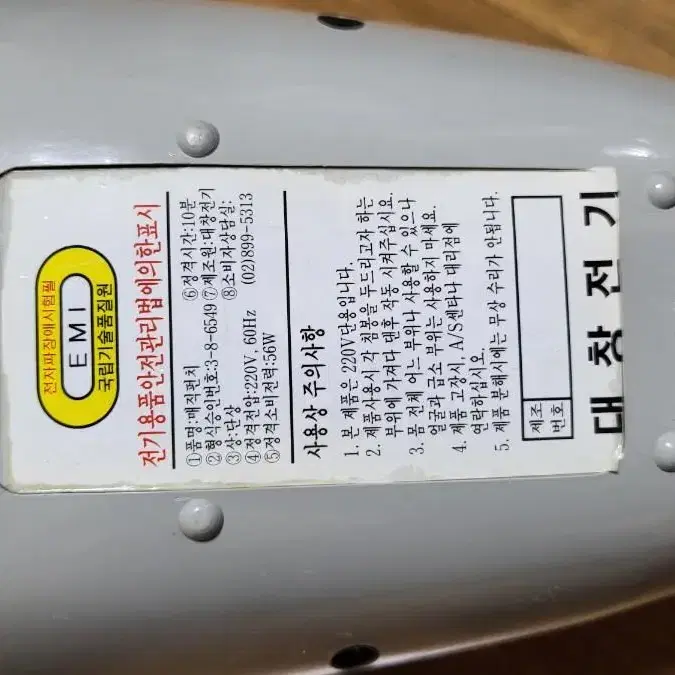 전자파장애시험필
EMI
국립기술품질원
전기용품안전관리법에의한표시
①품명:매직펀치 ⑥정격시간:10분
②형식승인번호:3-8-6549 ⑦제조원:대창전기
③상:단상 ⑧소비자상담실:
④정격전압:220V, 60Hz (02)899-5313
⑤정격소비전력:56W
사용상 주의사항
1. 본 제품은 220V단용입니다.
2. 제품사용시 각 침봉을 두드리고자 하는
부위에 가져다 대후 작동 시켜주십시요.
3. 몸 전체 어느 부위나 사용할 수 있으나
얼굴과 급소 부위는 사용하지 마세요.
4. 제품 고장시, A/S센타나 대리점에
연락하십시요.
5. 제품 분해시에는 무상 수리가 안됩니다.
제조
번호
대창전기